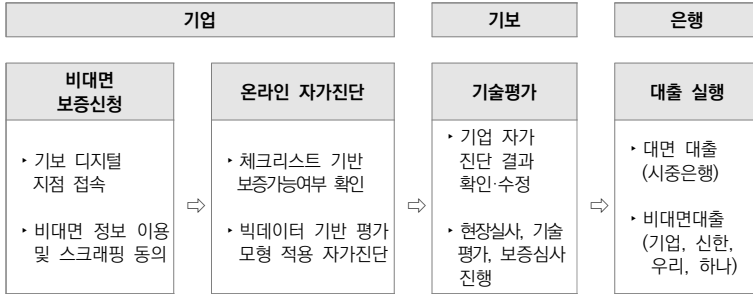 기업
기보
은행
비대면
보증신청
온라인 자가진단
기술평가
대출 실행
‣ 기보 디지털
지점 접속
‣ 비대면 정보 이용
및 스크래핑 동의
⇨
‣ 체크리스트 기반
보증가능여부 확인
‣ 빅데이터 기반 평가
모형 적용 자가진단
⇨
‣ 기업 자가
진단 결과
확인·수정
‣ 현장실사, 기술
평가, 보증심사
진행
⇨
‣ 대면 대출
(시중은행)
‣ 비대면대출
(기업, 신한,
우리, 하나)